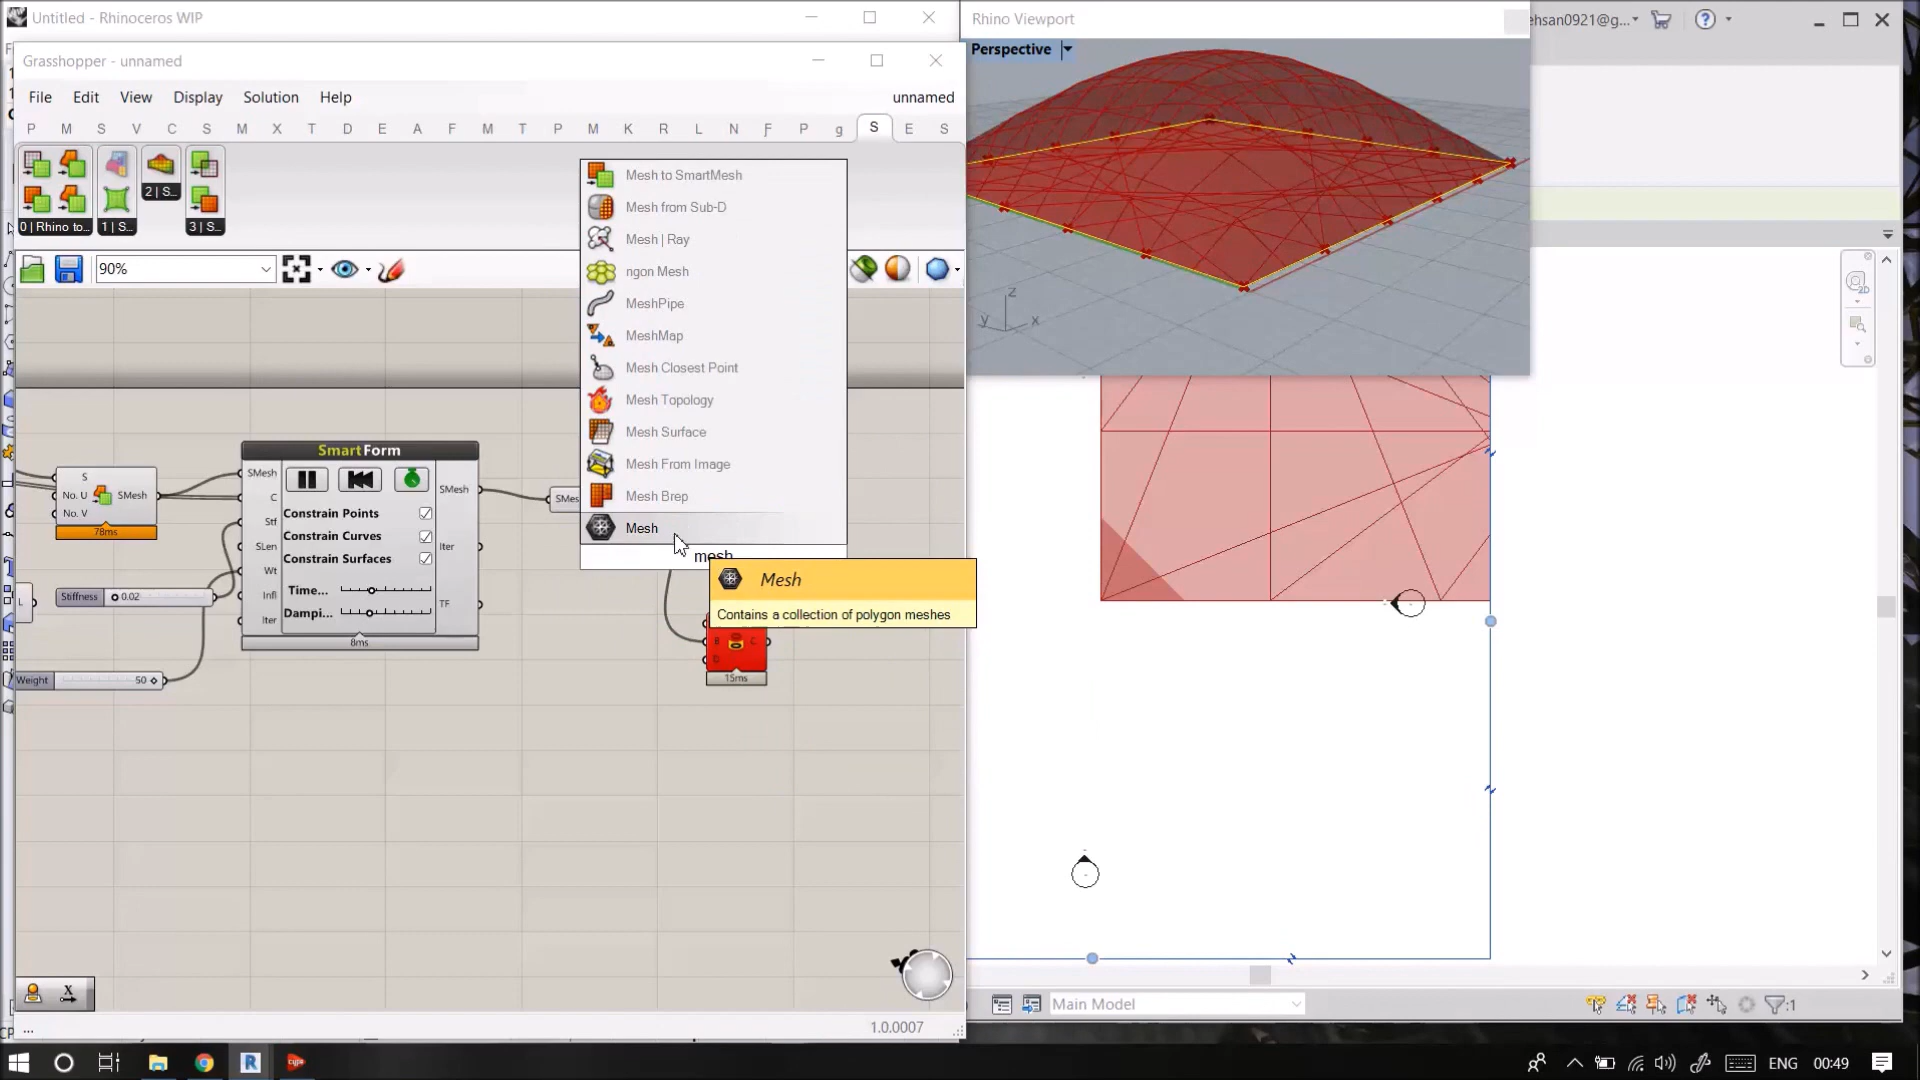 Untitled - Rhinoceros WIP
Grasshopper - unnamed
File Edit View Display Solution Help
unnamed
P M S V C S M X T D E A F M T P M K R L N F P g S E S
0 | Rhino to...
1 | S...
2 | S...
3 | S...
90%
Mesh to SmartMesh
Mesh from Sub-D
Mesh | Ray
ngon Mesh
MeshPipe
MeshMap
Mesh Closest Point
Mesh Topology
Mesh Surface
Mesh From Image
Mesh Brep
Mesh
mesh
Mesh
Contains a collection of polygon meshes
S
No. U
No. V
SMesh
78ms
SmartForm
SMesh
C
Stf
SLen
Wt
Infl
Iter
Constrain Points
Constrain Curves
Constrain Surfaces
Time...
Dampi...
SMesh
Iter
TF
8ms
SMes
L
Stiffness 0.02
Weight 50
B C
D
15ms
...
1.0.0007
Rhino Viewport
Perspective
z
y x
ehsan0921@g...
2D
Main Model
:1
ENG 00:49